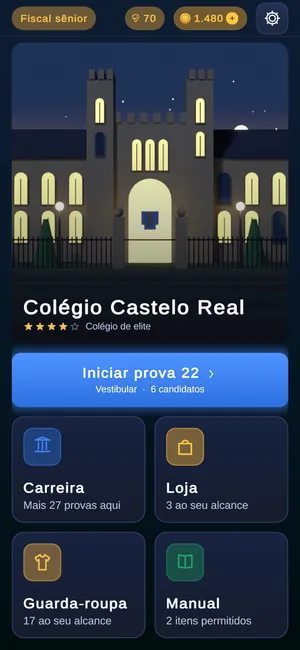 Fiscal sênior
70
1.480 +
Colégio Castelo Real
Colégio de elite
Iniciar prova 22 ›
Vestibular · 6 candidatos
Carreira
Mais 27 provas aqui
Loja
3 ao seu alcance
Guarda-roupa
17 ao seu alcance
Manual
2 itens permitidos